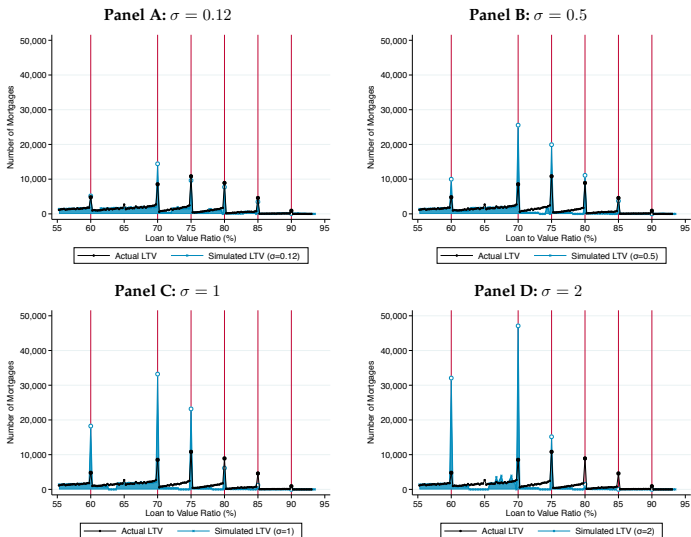 Panel A: σ = 0.12
50,000
40,000
30,000
20,000
10,000
0
Number of Mortgages
55 60 65 70 75 80 85 90 95
Loan to Value Ratio (%)
Actual LTV Simulated LTV (σ=0.12)
Panel B: σ = 0.5
50,000
40,000
30,000
20,000
10,000
0
Number of Mortgages
55 60 65 70 75 80 85 90 95
Loan to Value Ratio (%)
Actual LTV Simulated LTV (σ=0.5)
Panel C: σ = 1
50,000
40,000
30,000
20,000
10,000
0
Number of Mortgages
55 60 65 70 75 80 85 90 95
Loan to Value Ratio (%)
Actual LTV Simulated LTV (σ=1)
Panel D: σ = 2
50,000
40,000
30,000
20,000
10,000
0
Number of Mortgages
55 60 65 70 75 80 85 90 95
Loan to Value Ratio (%)
Actual LTV Simulated LTV (σ=2)